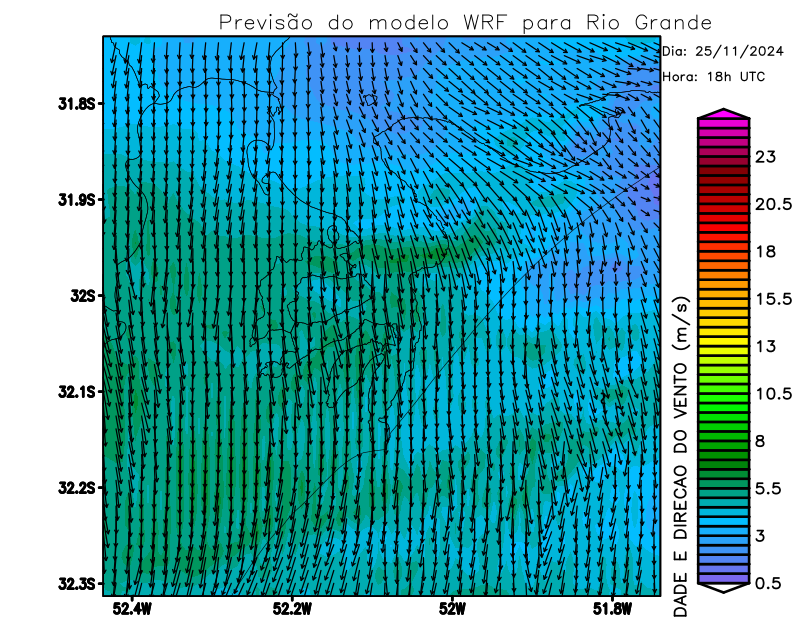 Previsão do modelo WRF para Rio Grande
Dia: 25/11/2024
Hora: 18h UTC
31.8S
31.9S
32S
32.1S
32.2S
32.3S
52.4W
52.2W
52W
51.8W
23
20.5
18
15.5
13
10.5
8
5.5
3
0.5
DADE E DIRECAO DO VENTO (m/s)